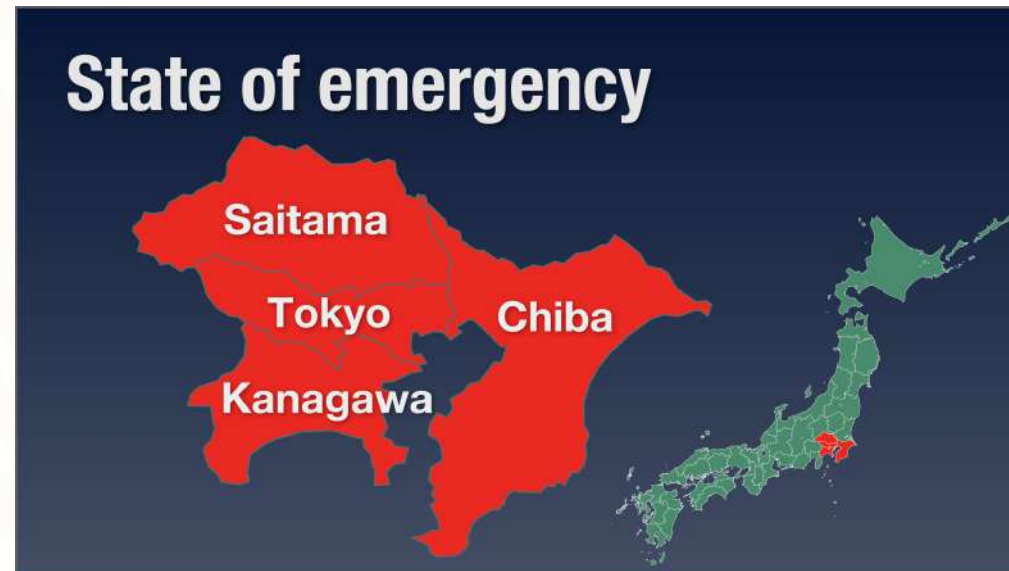 State of emergency
Saitama
Tokyo
Chiba
Kanagawa